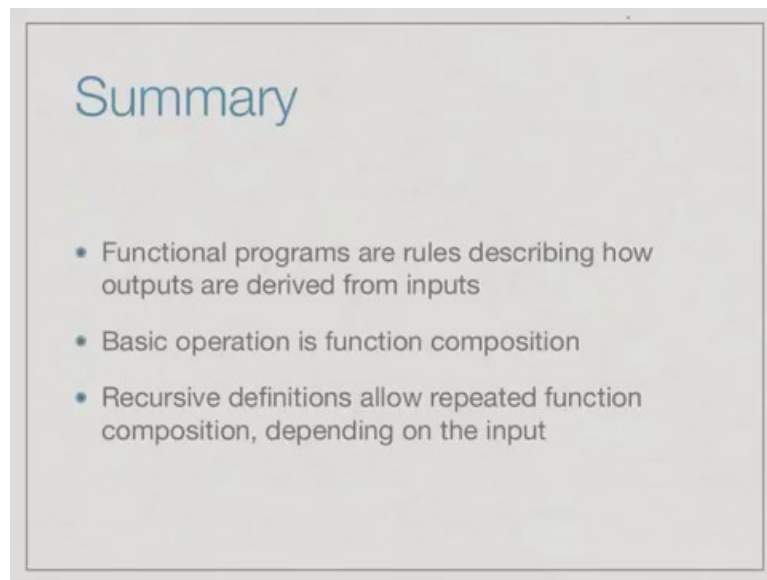 Summary
• Functional programs are rules describing how
outputs are derived from inputs
• Basic operation is function composition
• Recursive definitions allow repeated function
composition, depending on the input